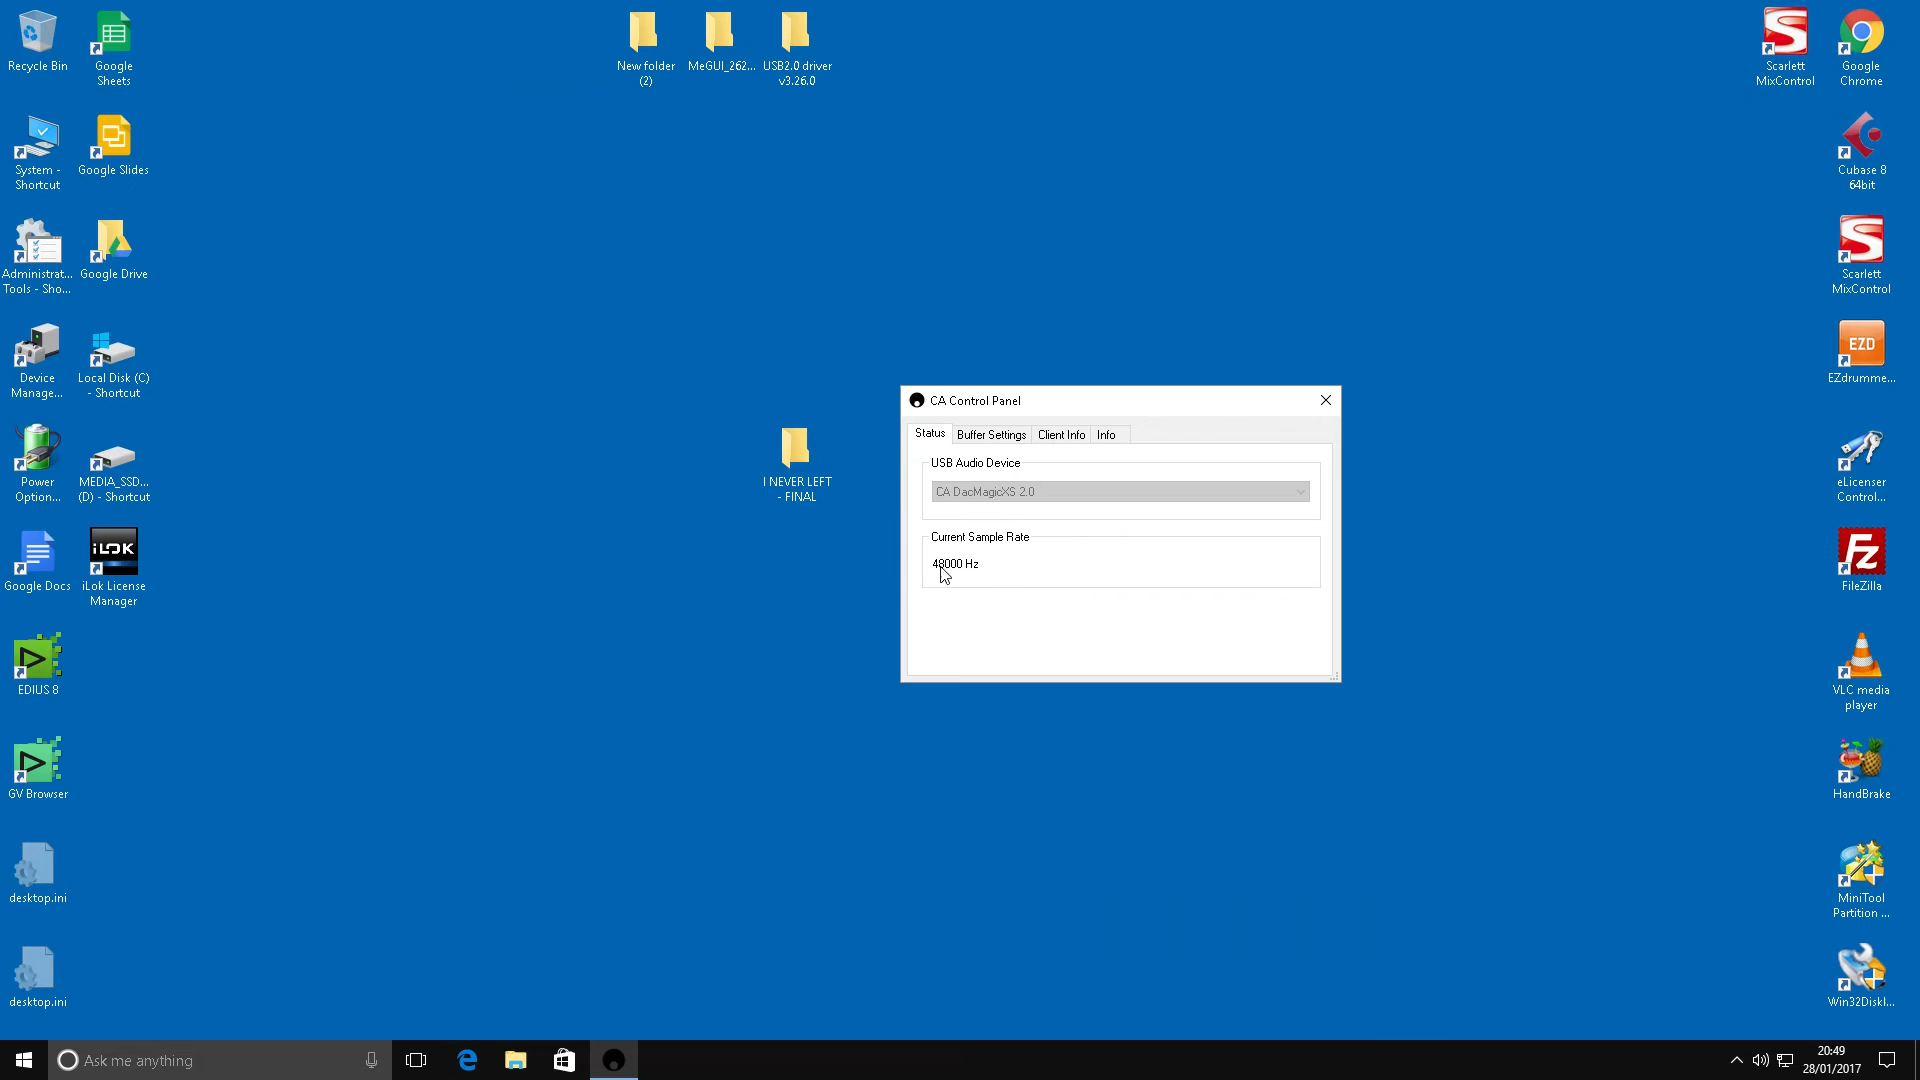 Recycle Bin
Google
Sheets
New folder
(2)
MeGUI_262...
USB2.0 driver
v3.26.0
Scarlett
MixControl
Google
Chrome
System -
Shortcut
Google Slides
Cubase 8
64bit
Administrat...
Tools - Sho...
Google Drive
Scarlett
MixControl
Device
Manage...
Local Disk (C)
- Shortcut
EZD
EZdrumme...
CA Control Panel
Status
Buffer Settings
Client Info
Info
USB Audio Device
CA DacMagicXS 2.0
Current Sample Rate
48000 Hz
Power
Option...
MEDIA_SSD...
(D) - Shortcut
I NEVER LEFT
- FINAL
eLicenser
Control...
Google Docs
iLOK
iLok License
Manager
Fz
FileZilla
EDIUS 8
VLC media
player
GV Browser
HandBrake
desktop.ini
MiniTool
Partition ...
desktop.ini
Win32DiskI...
Ask me anything
20:49
28/01/2017